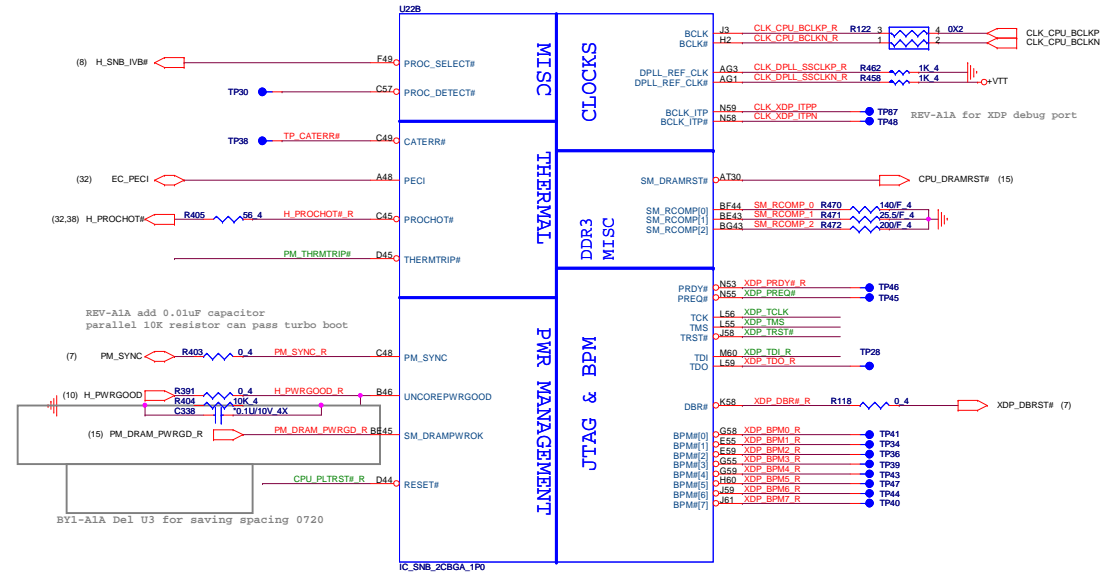 U22B
MISC
THERMAL
PWR MANAGEMENT
CLOCKS
DDR3
MISC
JTAG & BPM
(8) H_SNB_IVB# F49 PROC_SELECT#
TP30 C57 PROC_DETECT#
TP38 TP_CATERR# C49 CATERR#
(32) EC_PECI A48 PECI
(32,38) H_PROCHOT# R405 56_4 H_PROCHOT#_R C45 PROCHOT#
PM_THRMTRIP# D45 THERMTRIP#
REV-A1A add 0.01uF capacitor
parallel 10K resistor can pass turbo boot
(7) PM_SYNC R403 0_4 PM_SYNC_R C48 PM_SYNC
(10) H_PWRGOOD R391 0_4 H_PWRGOOD_R B46 UNCOREPWRGOOD
R404 10K_4
C338 *0.1U/10V_4X
(15) PM_DRAM_PWRGD_R PM_DRAM_PWRGD_R BE45 SM_DRAMPWROK
CPU_PLTRST#_R D44 RESET#
BY1-A1A Del U3 for saving spacing 0720
BCLK J3 CLK_CPU_BCLKP_R R122 3 4 0X2 CLK_CPU_BCLKP
BCLK# H2 CLK_CPU_BCLKN_R 1 2 CLK_CPU_BCLKN
DPLL_REF_CLK AG3 CLK_DPLL_SSCLKP_R R462 1K_4
DPLL_REF_CLK# AG1 CLK_DPLL_SSCLKN_R R458 1K_4 +VTT
BCLK_ITP N59 CLK_XDP_ITPP TP87
BCLK_ITP# N58 CLK_XDP_ITPN TP48
REV-A1A for XDP debug port
SM_DRAMRST# AT30 CPU_DRAMRST# (15)
SM_RCOMP[0] BF44 SM_RCOMP_0 R470 140/F_4
SM_RCOMP[1] BE43 SM_RCOMP_1 R471 25.5/F_4
SM_RCOMP[2] BG43 SM_RCOMP_2 R472 200/F_4
PRDY# N53 XDP_PRDY#_R TP46
PREQ# N55 XDP_PREQ# TP45
TCK L56 XDP_TCLK
TMS L55 XDP_TMS
TRST# J58 XDP_TRST#
TDI M60 XDP_TDI_R TP28
TDO L59 XDP_TDO_R
DBR# K58 XDP_DBR#_R R118 0_4 XDP_DBRST# (7)
BPM#[0] G58 XDP_BPM0_R TP41
BPM#[1] E55 XDP_BPM1_R TP34
BPM#[2] E59 XDP_BPM2_R TP36
BPM#[3] G55 XDP_BPM3_R TP39
BPM#[4] G59 XDP_BPM4_R TP43
BPM#[5] H60 XDP_BPM5_R TP47
BPM#[6] J59 XDP_BPM6_R TP44
BPM#[7] J61 XDP_BPM7_R TP40
IC_SNB_2CBGA_1P0